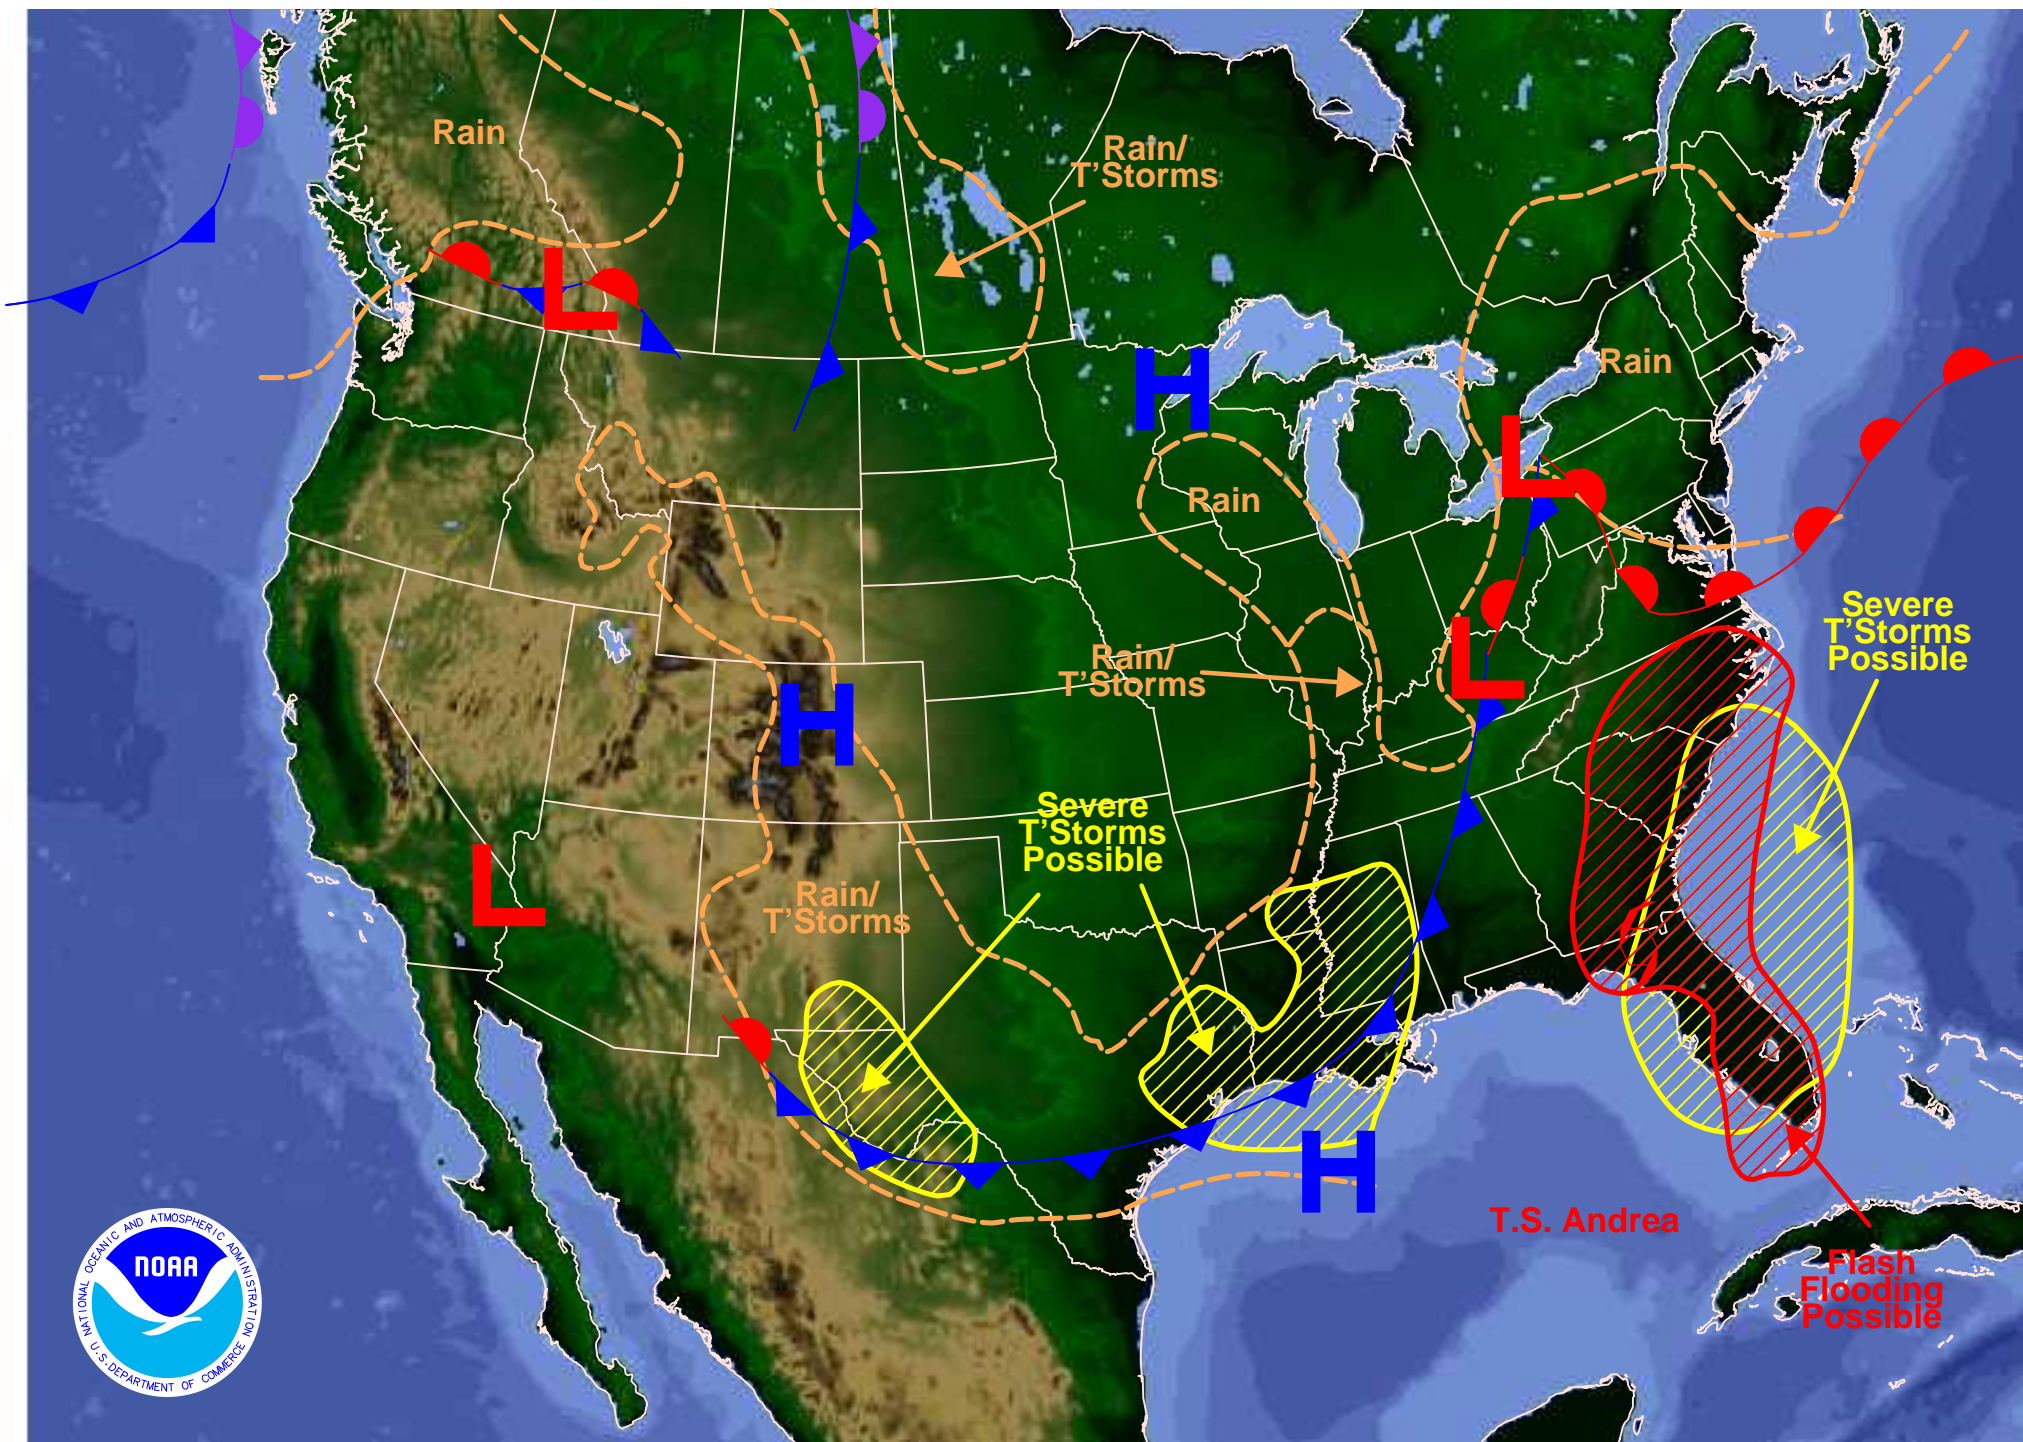 Rain
Rain/
T'Storms
H
L
Rain
L
Rain
Severe
T'Storms
Possible
Rain/
T'Storms
L
H
Severe
T'Storms
Possible
L
Rain/
T'Storms
H
T.S. Andrea
Flash
Flooding
Possible
NATIONAL OCEANIC AND ATMOSPHERIC ADMINISTRATION
NOAA
U.S. DEPARTMENT OF COMMERCE